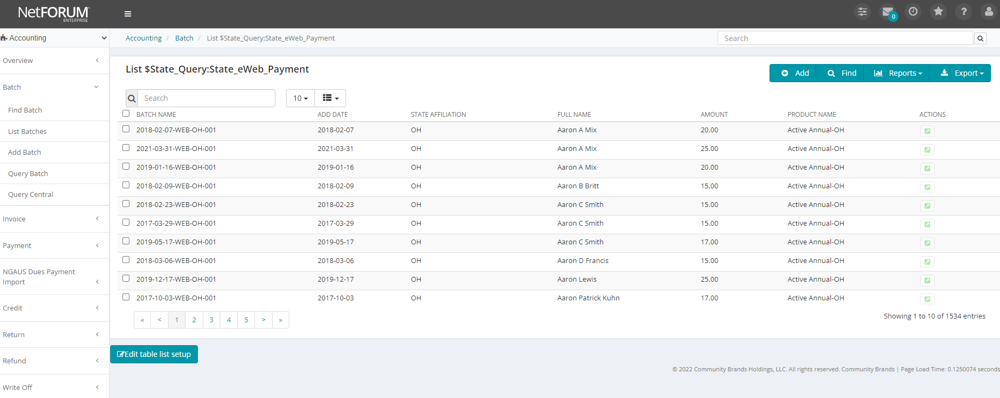 NetFORUM
ENTERPRISE
0
?
Accounting
Accounting / Batch / List $State_Query:State_eWeb_Payment
Search
Overview
Batch
Find Batch
List Batches
Add Batch
Query Batch
Query Central
Invoice
Payment
NGAUS Dues Payment
Import
Credit
Return
Refund
Write Off
List $State_Query:State_eWeb_Payment
Add Find Reports Export
Search 10
BATCH NAME ADD DATE STATE AFFILIATION FULL NAME AMOUNT PRODUCT NAME ACTIONS
2018-02-07-WEB-OH-001 2018-02-07 OH Aaron A Mix 20.00 Active Annual-OH
2021-03-31-WEB-OH-001 2021-03-31 OH Aaron A Mix 25.00 Active Annual-OH
2019-01-16-WEB-OH-001 2019-01-16 OH Aaron A Mix 20.00 Active Annual-OH
2018-02-09-WEB-OH-001 2018-02-09 OH Aaron B Britt 15.00 Active Annual-OH
2018-02-23-WEB-OH-001 2018-02-23 OH Aaron C Smith 15.00 Active Annual-OH
2017-03-29-WEB-OH-001 2017-03-29 OH Aaron C Smith 15.00 Active Annual-OH
2019-05-17-WEB-OH-001 2019-05-17 OH Aaron C Smith 17.00 Active Annual-OH
2018-03-06-WEB-OH-001 2018-03-06 OH Aaron D Francis 15.00 Active Annual-OH
2019-12-17-WEB-OH-001 2019-12-17 OH Aaron Lewis 25.00 Active Annual-OH
2017-10-03-WEB-OH-001 2017-10-03 OH Aaron Patrick Kuhn 17.00 Active Annual-OH
« < 1 2 3 4 5 > »
Showing 1 to 10 of 1534 entries
Edit table list setup
© 2022 Community Brands Holdings, LLC. All rights reserved. Community Brands | Page Load Time: 0.1250074 seconds